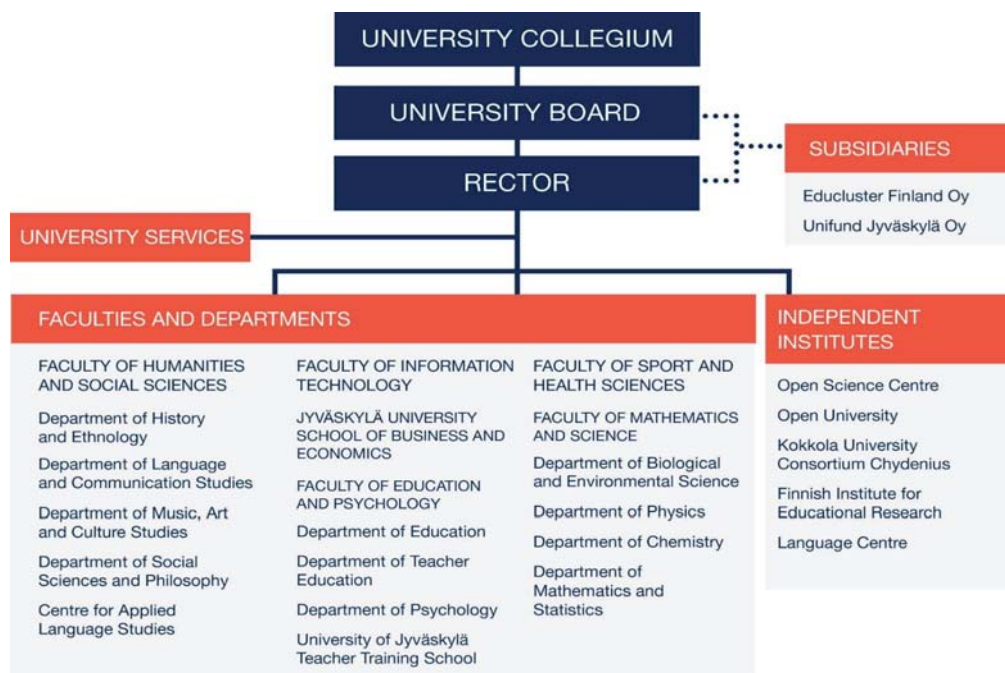 UNIVERSITY COLLEGIUM
UNIVERSITY BOARD
RECTOR
SUBSIDIARIES
Educluster Finland Oy
Unifund Jyväskylä Oy
UNIVERSITY SERVICES
FACULTIES AND DEPARTMENTS
FACULTY OF HUMANITIES
AND SOCIAL SCIENCES
Department of History
and Ethnology
Department of Language
and Communication Studies
Department of Music, Art
and Culture Studies
Department of Social
Sciences and Philosophy
Centre for Applied
Language Studies
FACULTY OF INFORMATION
TECHNOLOGY
JYVÄSKYLÄ UNIVERSITY
SCHOOL OF BUSINESS AND
ECONOMICS
FACULTY OF EDUCATION
AND PSYCHOLOGY
Department of Education
Department of Teacher
Education
Department of Psychology
University of Jyväskylä
Teacher Training School
FACULTY OF SPORT AND
HEALTH SCIENCES
FACULTY OF MATHEMATICS
AND SCIENCE
Department of Biological
and Environmental Science
Department of Physics
Department of Chemistry
Department of
Mathematics and
Statistics
INDEPENDENT
INSTITUTES
Open Science Centre
Open University
Kokkola University
Consortium Chydenius
Finnish Institute for
Educational Research
Language Centre